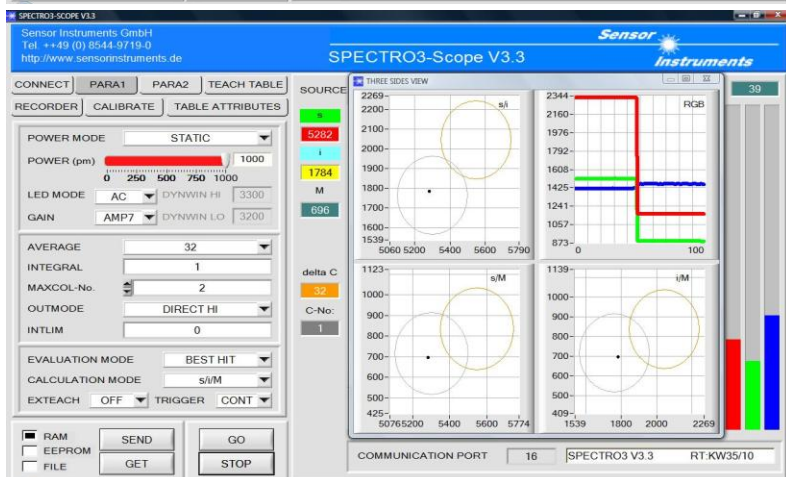 SPECTRO3-SCOPE V3.3
Sensor Instruments GmbH
Tel. ++49 (0) 8544-9719-0
http://www.sensorinstruments.de
SPECTRO3-Scope V3.3
Sensor
Instruments
CONNECT PARA1 PARA2 TEACH TABLE
RECORDER CALIBRATE TABLE ATTRIBUTES
POWER MODE STATIC
POWER (pm) 1000
0 250 500 750 1000
LED MODE AC DYNWIN HI 3300
GAIN AMP7 DYNWIN LO 3200
AVERAGE 32
INTEGRAL 1
MAXCOL-No. 2
OUTMODE DIRECT HI
INTLIM 0
EVALUATION MODE BEST HIT
CALCULATION MODE s/i/M
EXTEACH OFF TRIGGER CONT
RAM
EEPROM
FILE
SEND GO
GET STOP
SOURCE
s
5282
i
1784
M
696
delta C
32
C-No:
1
THREE SIDES VIEW
s/i
2269
2200
2100
2000
1900
1800
1700
1600
1539
5060 5200 5400 5600 5790
RGB
2344
2160
1976
1792
1608
1425
1241
1057
873
0 100
s/M
1123
1000
900
800
700
600
500
425
5076 5200 5400 5600 5774
i/M
1139
1000
900
800
700
600
500
409
1539 1800 2000 2269
39
COMMUNICATION PORT 16 SPECTRO3 V3.3 RT:KW35/10